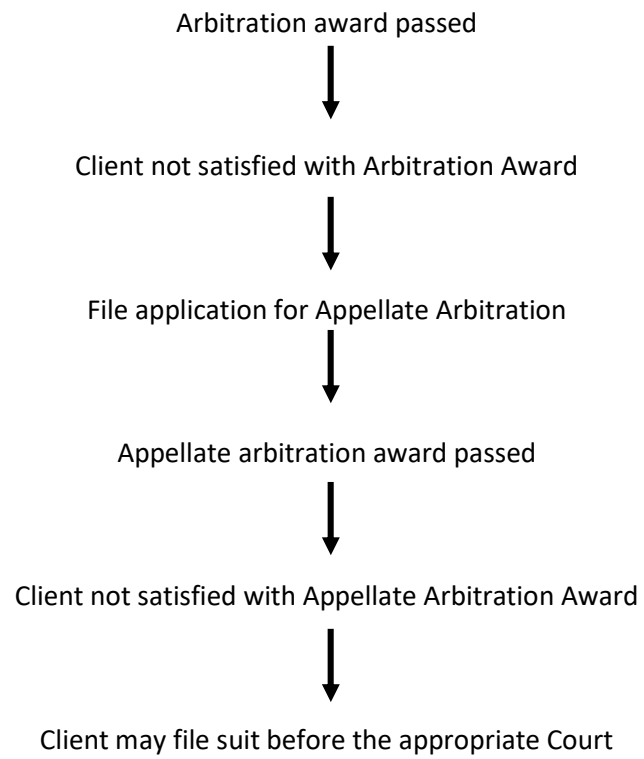 Arbitration award passed
Client not satisfied with Arbitration Award
File application for Appellate Arbitration
Appellate arbitration award passed
Client not satisfied with Appellate Arbitration Award
Client may file suit before the appropriate Court